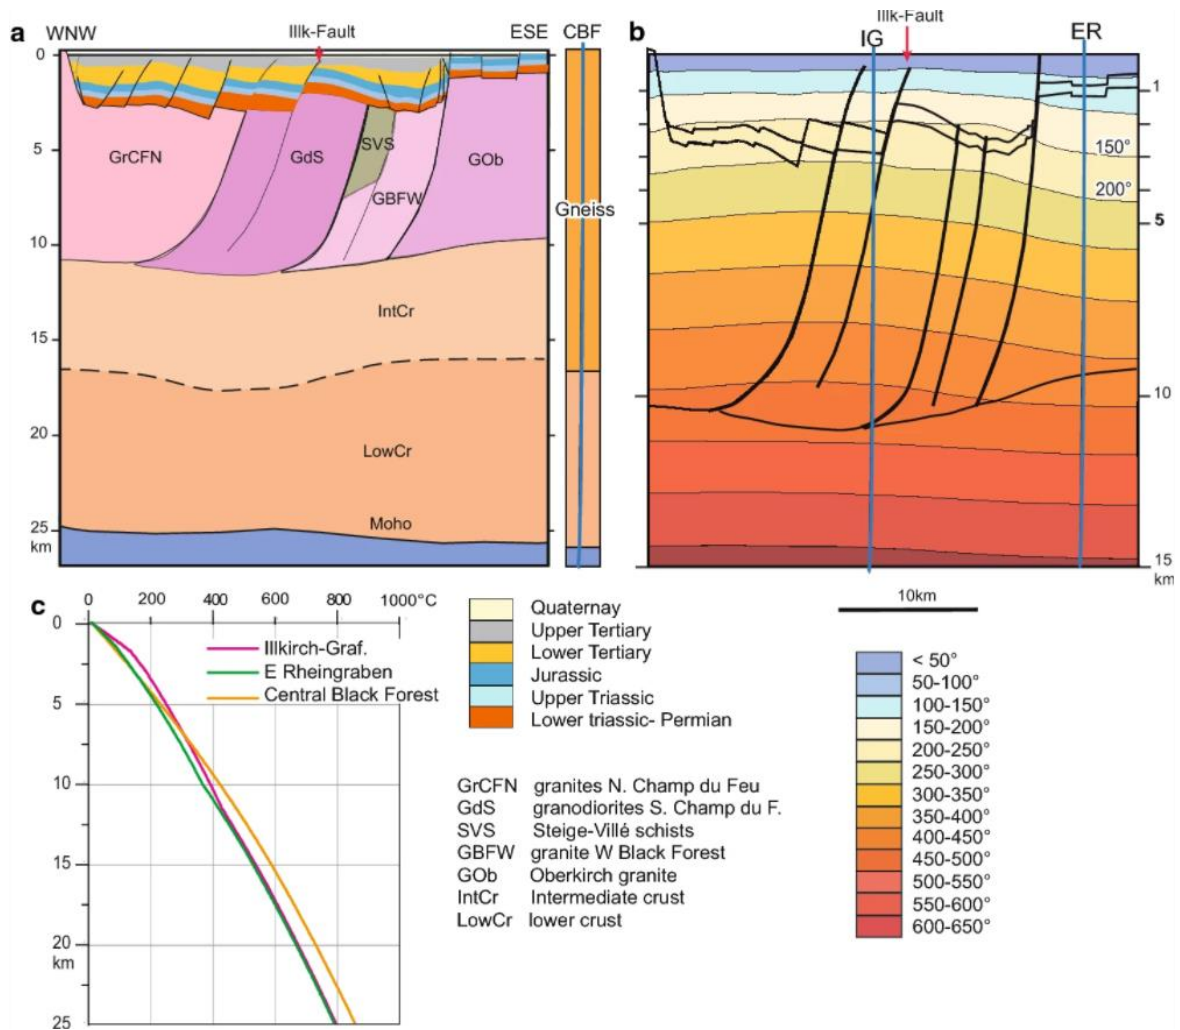 a WNW Illk-Fault ESE CBF
0
5
10
15
20
25
km
GrCFN
GdS
SVS
GBFW
GOb
Gneiss
IntCr
LowCr
Moho
b Illk-Fault
IG ER
1
150°
200°
5
10
15
km
10km
c
0 200 400 600 800 1000°C
0
5
10
15
20
km
25
Illkirch-Graf.
E Rheingraben
Central Black Forest
Quaternay
Upper Tertiary
Lower Tertiary
Jurassic
Upper Triassic
Lower triassic- Permian
GrCFN granites N. Champ du Feu
GdS granodiorites S. Champ du F.
SVS Steige-Villé schists
GBFW granite W Black Forest
GOb Oberkirch granite
IntCr Intermediate crust
LowCr lower crust
< 50°
50-100°
100-150°
150-200°
200-250°
250-300°
300-350°
350-400°
400-450°
450-500°
500-550°
550-600°
600-650°